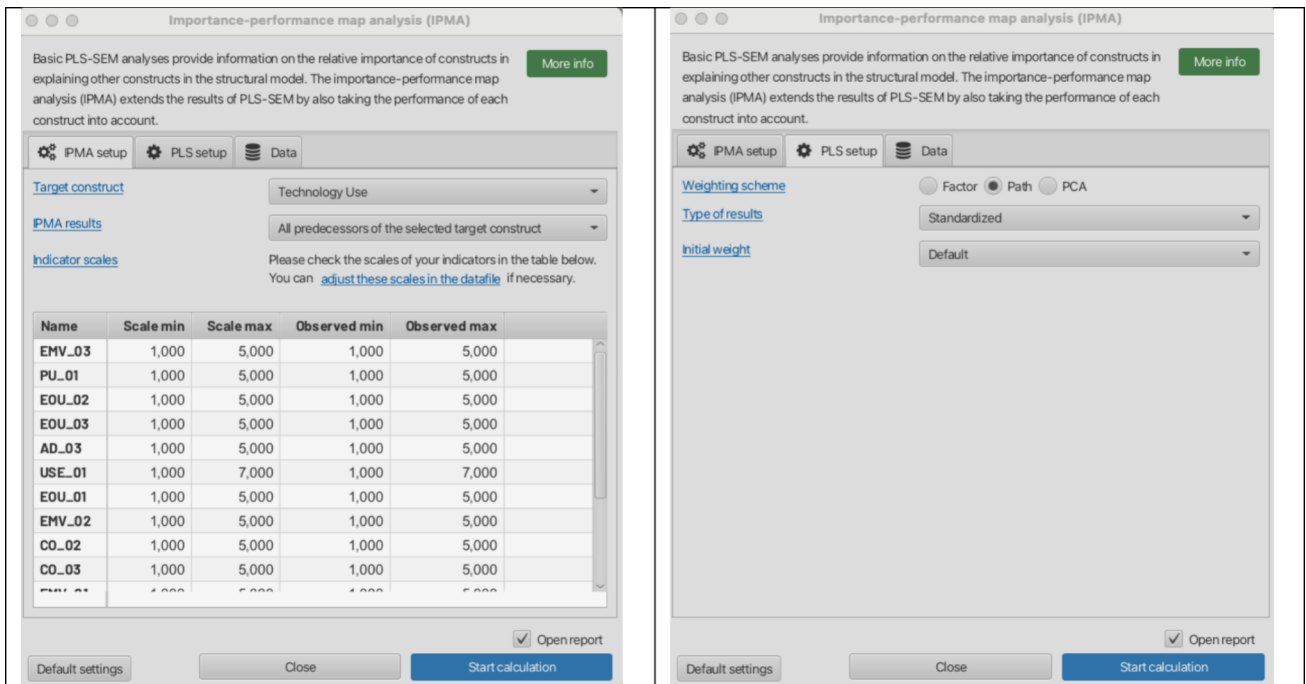 Importance-performance map analysis (IPMA)
Basic PLS-SEM analyses provide information on the relative importance of constructs in
explaining other constructs in the structural model. The importance-performance map
analysis (IPMA) extends the results of PLS-SEM by also taking the performance of each
construct into account.
More info
IPMA setup PLS setup Data
Target construct Technology Use
IPMA results All predecessors of the selected target construct
Indicator scales Please check the scales of your indicators in the table below.
You can adjust these scales in the datafile if necessary.
Name Scale min Scale max Observed min Observed max
EMV_03 1,000 5,000 1,000 5,000
PU_01 1,000 5,000 1,000 5,000
EOU_02 1,000 5,000 1,000 5,000
EOU_03 1,000 5,000 1,000 5,000
AD_03 1,000 5,000 1,000 5,000
USE_01 1,000 7,000 1,000 7,000
EOU_01 1,000 5,000 1,000 5,000
EMV_02 1,000 5,000 1,000 5,000
CO_02 1,000 5,000 1,000 5,000
CO_03 1,000 5,000 1,000 5,000
EMV_01 1,000 5,000 1,000 5,000
Open report
Default settings Close Start calculation
Importance-performance map analysis (IPMA)
Basic PLS-SEM analyses provide information on the relative importance of constructs in
explaining other constructs in the structural model. The importance-performance map
analysis (IPMA) extends the results of PLS-SEM by also taking the performance of each
construct into account.
More info
IPMA setup PLS setup Data
Weighting scheme Factor Path PCA
Type of results Standardized
Initial weight Default
Open report
Default settings Close Start calculation